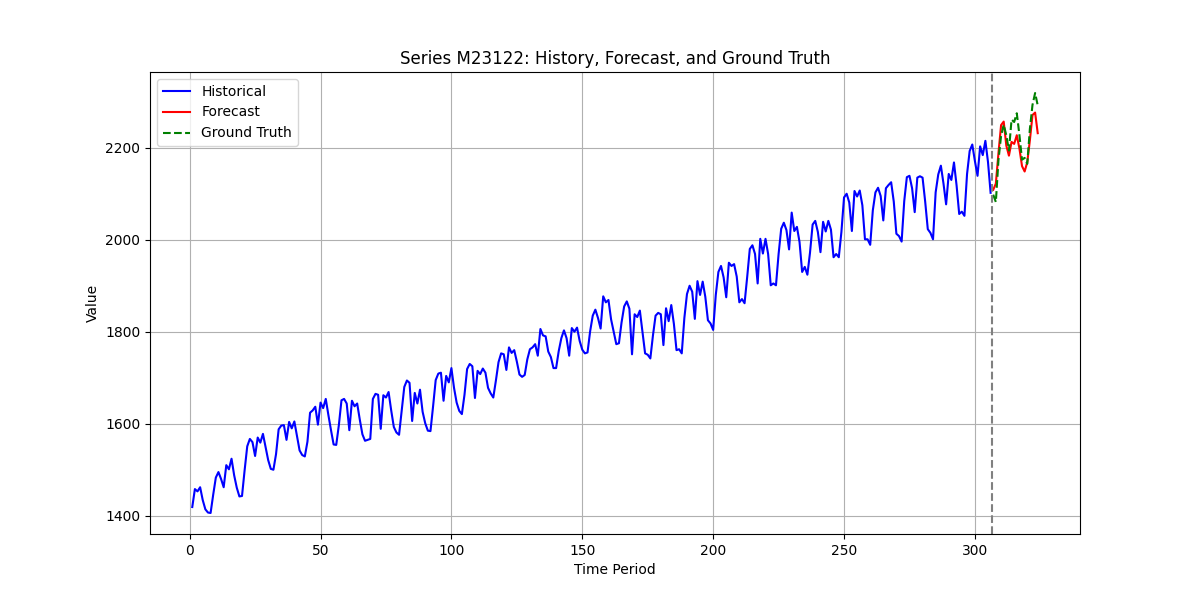 Series M23122: History, Forecast, and Ground Truth
Historical
Forecast
Ground Truth
2200
2000
1800
1600
1400
Value
0 50 100 150 200 250 300
Time Period